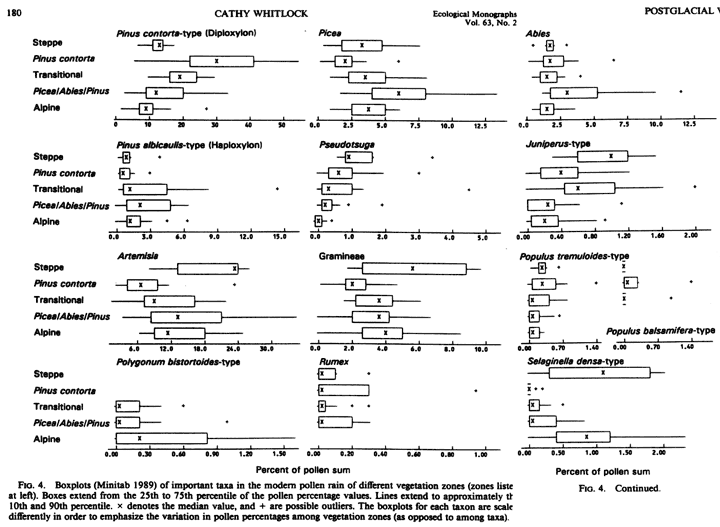 180
CATHY WHITLOCK
Ecological Monographs
Vol. 63, No. 2
POSTGLACIAL V
Pinus contorta-type (Diploxylon)
Picea
Abies
Steppe
Pinus contorta
Transitional
Picea/Abies/Pinus
Alpine
0 10 20 30 40 50
0.0 2.5 5.0 7.5 10.0 12.5
0.0 2.5 5.0 7.5 10.0 12.5
Pinus albicaulis-type (Haploxylon)
Pseudotsuga
Juniperus-type
Steppe
Pinus contorta
Transitional
Picea/Abies/Pinus
Alpine
0.0 3.0 6.0 9.0 12.0 15.0
0.0 1.0 2.0 3.0 4.0 5.0
0.00 0.40 0.80 1.20 1.60 2.00
Artemisia
Gramineae
Populus tremuloides-type
Steppe
Pinus contorta
Transitional
Picea/Abies/Pinus
Alpine
Populus balsamifera-type
6.0 12.0 18.0 24.0 30.0
0.0 2.0 4.0 6.0 8.0 10.0
0.00 0.70 1.40 0.00 0.70 1.40
Polygonum bistortoides-type
Rumex
Selaginella densa-type
Steppe
Pinus contorta
Transitional
Picea/Abies/Pinus
Alpine
0.00 0.30 0.60 0.90 1.20 1.50
0.00 0.20 0.40 0.60 0.80 1.00
0.00 0.50 1.00 1.50 2.00
Percent of pollen sum
Percent of pollen sum
FIG. 4. Boxplots (Minitab 1989) of important taxa in the modern pollen rain of different vegetation zones (zones liste
at left). Boxes extend from the 25th to 75th percentile of the pollen percentage values. Lines extend to approximately th
10th and 90th percentile. × denotes the median value, and + are possible outliers. The boxplots for each taxon are scale
differently in order to emphasize the variation in pollen percentages among vegetation zones (as opposed to among taxa).
FIG. 4. Continued.